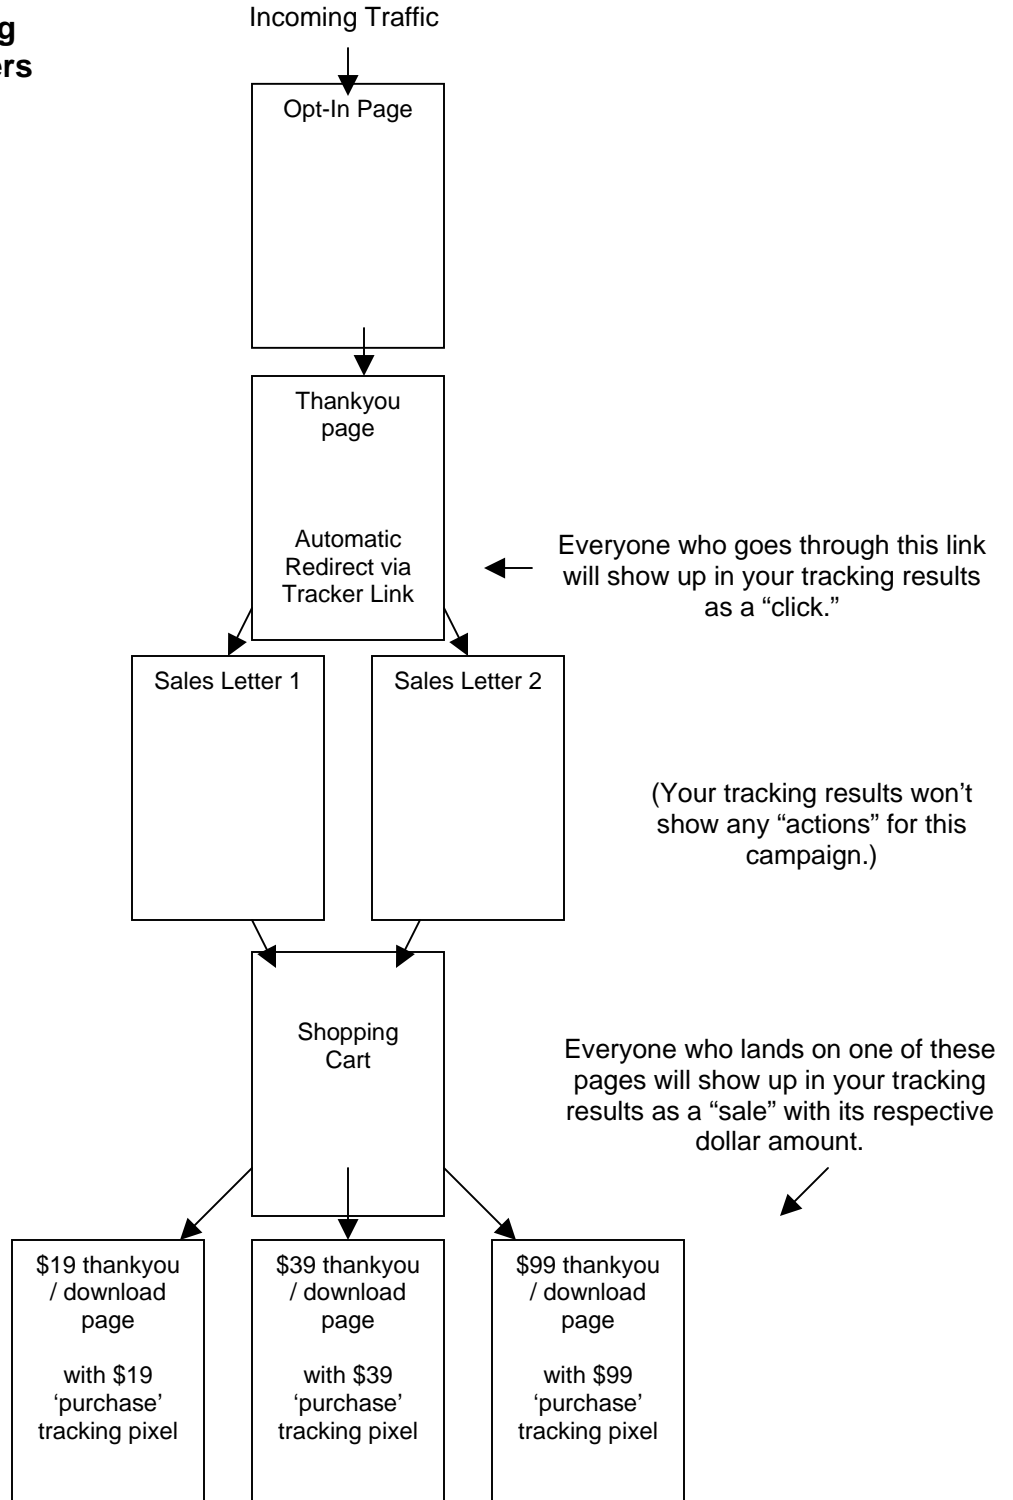 Incoming Traffic
Opt-In Page
Thankyou
page
Automatic
Redirect via
Tracker Link
Everyone who goes through this link
will show up in your tracking results
as a “click.”
Sales Letter 1
Sales Letter 2
(Your tracking results won’t
show any “actions” for this
campaign.)
Shopping
Cart
Everyone who lands on one of these
pages will show up in your tracking
results as a “sale” with its respective
dollar amount.
$19 thankyou
/ download
page
with $19
‘purchase’
tracking pixel
$39 thankyou
/ download
page
with $39
‘purchase’
tracking pixel
$99 thankyou
/ download
page
with $99
‘purchase’
tracking pixel